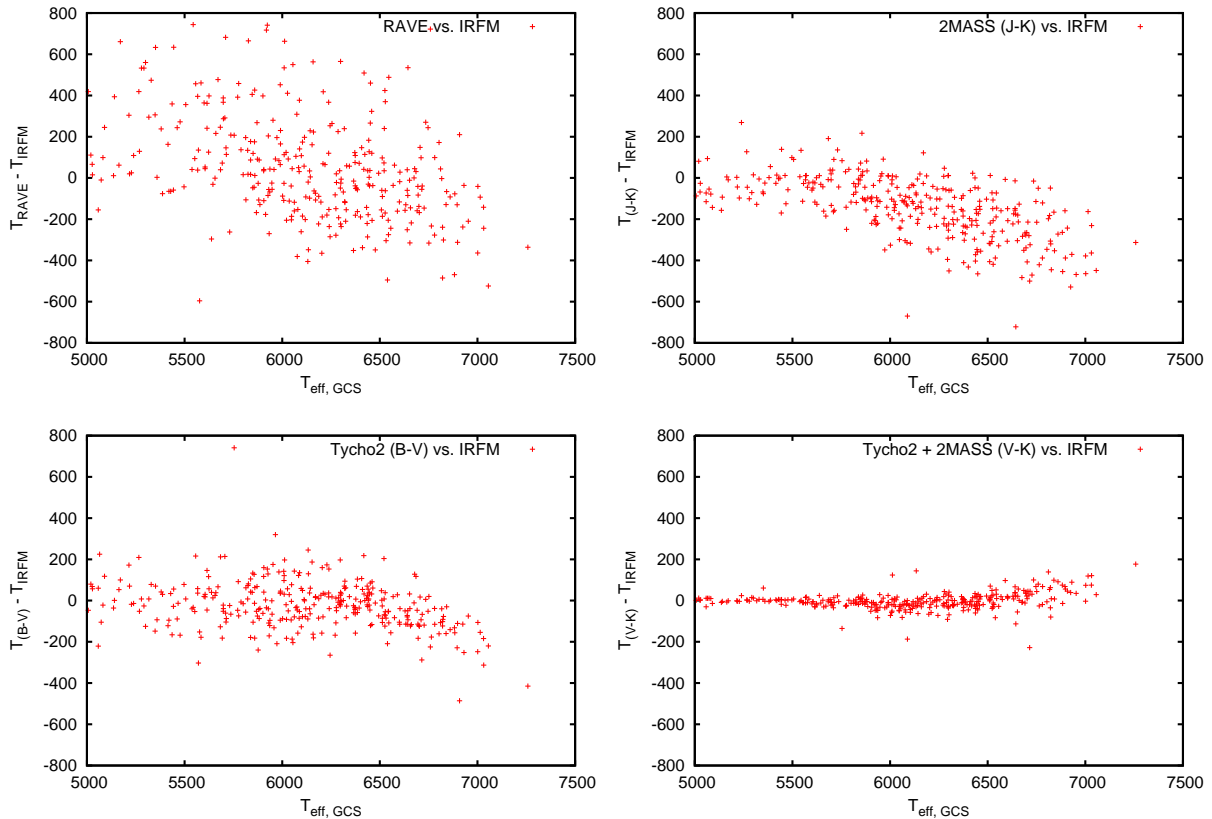 800
600
400
200
0
-200
-400
-600
-800
T_RAVE - T_IRFM
RAVE vs. IRFM
5000 5500 6000 6500 7000 7500
T_eff, GCS
800
600
400
200
0
-200
-400
-600
-800
T_(J-K) - T_IRFM
2MASS (J-K) vs. IRFM
5000 5500 6000 6500 7000 7500
T_eff, GCS
800
600
400
200
0
-200
-400
-600
-800
T_(B-V) - T_IRFM
Tycho2 (B-V) vs. IRFM
5000 5500 6000 6500 7000 7500
T_eff, GCS
800
600
400
200
0
-200
-400
-600
-800
T_(V-K) - T_IRFM
Tycho2 + 2MASS (V-K) vs. IRFM
5000 5500 6000 6500 7000 7500
T_eff, GCS